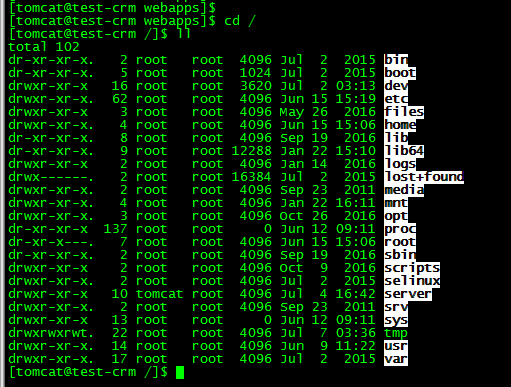 [tomcat@test-crm webapps]$
[tomcat@test-crm webapps]$ cd /
[tomcat@test-crm /]$ ll
total 102
dr-xr-xr-x.   2 root   root  4096 Jul  2  2015 bin
dr-xr-xr-x.   5 root   root  1024 Jul  2  2015 boot
drwxr-xr-x   16 root   root  3620 Jul  2 03:13 dev
drwxr-xr-x.  62 root   root  4096 Jun 15 15:19 etc
drwxr-xr-x    3 root   root  4096 May 26  2016 files
drwxr-xr-x.   4 root   root  4096 Jun 15 15:06 home
dr-xr-xr-x.   8 root   root  4096 Sep 19  2016 lib
dr-xr-xr-x.   9 root   root 12288 Jan 22 15:10 lib64
drwxr-xr-x    2 root   root  4096 Jan 14  2016 logs
drwx------.   2 root   root 16384 Jul  2  2015 lost+found
drwxr-xr-x.   2 root   root  4096 Sep 23  2011 media
drwxr-xr-x.   4 root   root  4096 Jan 22 16:11 mnt
drwxr-xr-x.   3 root   root  4096 Oct 26  2016 opt
dr-xr-xr-x  137 root   root     0 Jun 12 09:11 proc
dr-xr-x---.   7 root   root  4096 Jun 15 15:06 root
dr-xr-xr-x.   2 root   root  4096 Sep 19  2016 sbin
drwxr-xr-x    2 root   root  4096 Oct  9  2016 scripts
drwxr-xr-x.   2 root   root  4096 Jul  2  2015 selinux
drwxr-xr-x   10 tomcat root  4096 Jul  4 16:42 server
drwxr-xr-x.   2 root   root  4096 Sep 23  2011 srv
drwxr-xr-x   13 root   root     0 Jun 12 09:11 sys
drwxrwxrwt.  22 root   root  4096 Jul  7 03:36 tmp
drwxr-xr-x.  14 root   root  4096 Jun  9 11:22 usr
drwxr-xr-x.  17 root   root  4096 Jul  2  2015 var
[tomcat@test-crm /]$